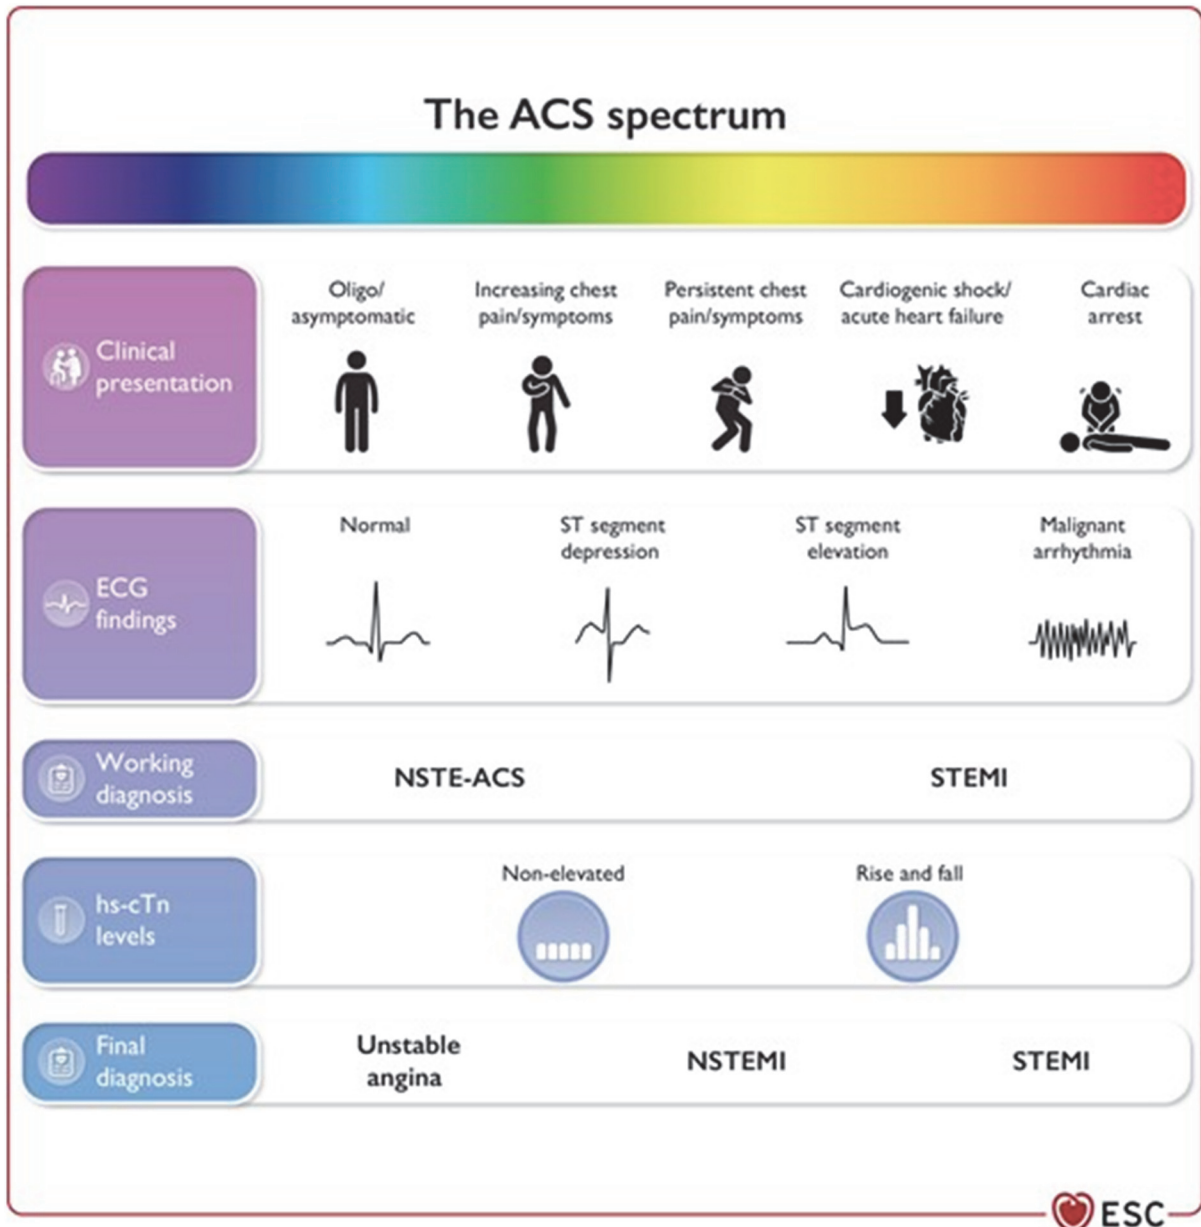 The ACS spectrum
Clinical
presentation
Oligo/
asymptomatic
Increasing chest
pain/symptoms
Persistent chest
pain/symptoms
Cardiogenic shock/
acute heart failure
Cardiac
arrest
ECG
findings
Normal
ST segment
depression
ST segment
elevation
Malignant
arrhythmia
Working
diagnosis
NSTE-ACS
STEMI
hs-cTn
levels
Non-elevated
Rise and fall
Final
diagnosis
Unstable
angina
NSTEMI
STEMI
ESC